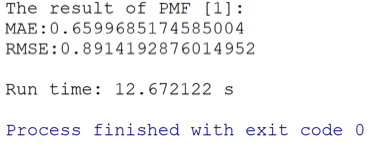 The result of PMF [1]:
MAE:0.6599685174585004
RMSE:0.8914192876014952
Run time: 12.672122 s
Process finished with exit code 0